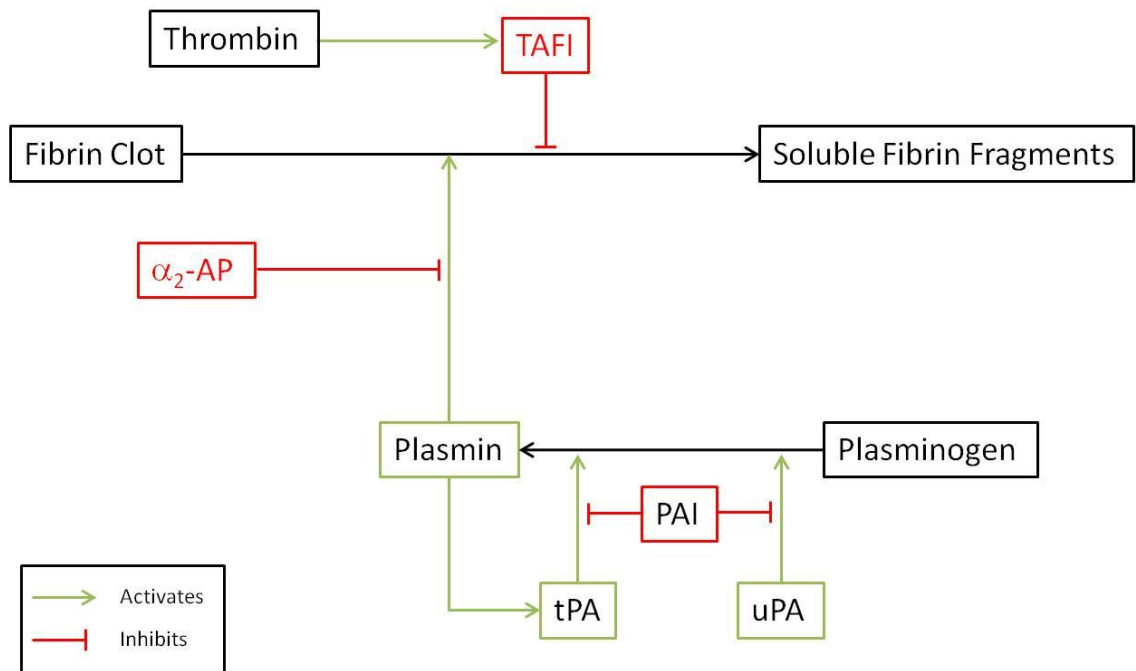 Thrombin
TAFI
Fibrin Clot
Soluble Fibrin Fragments
α₂-AP
Plasmin
Plasminogen
PAI
tPA
uPA
Activates
Inhibits